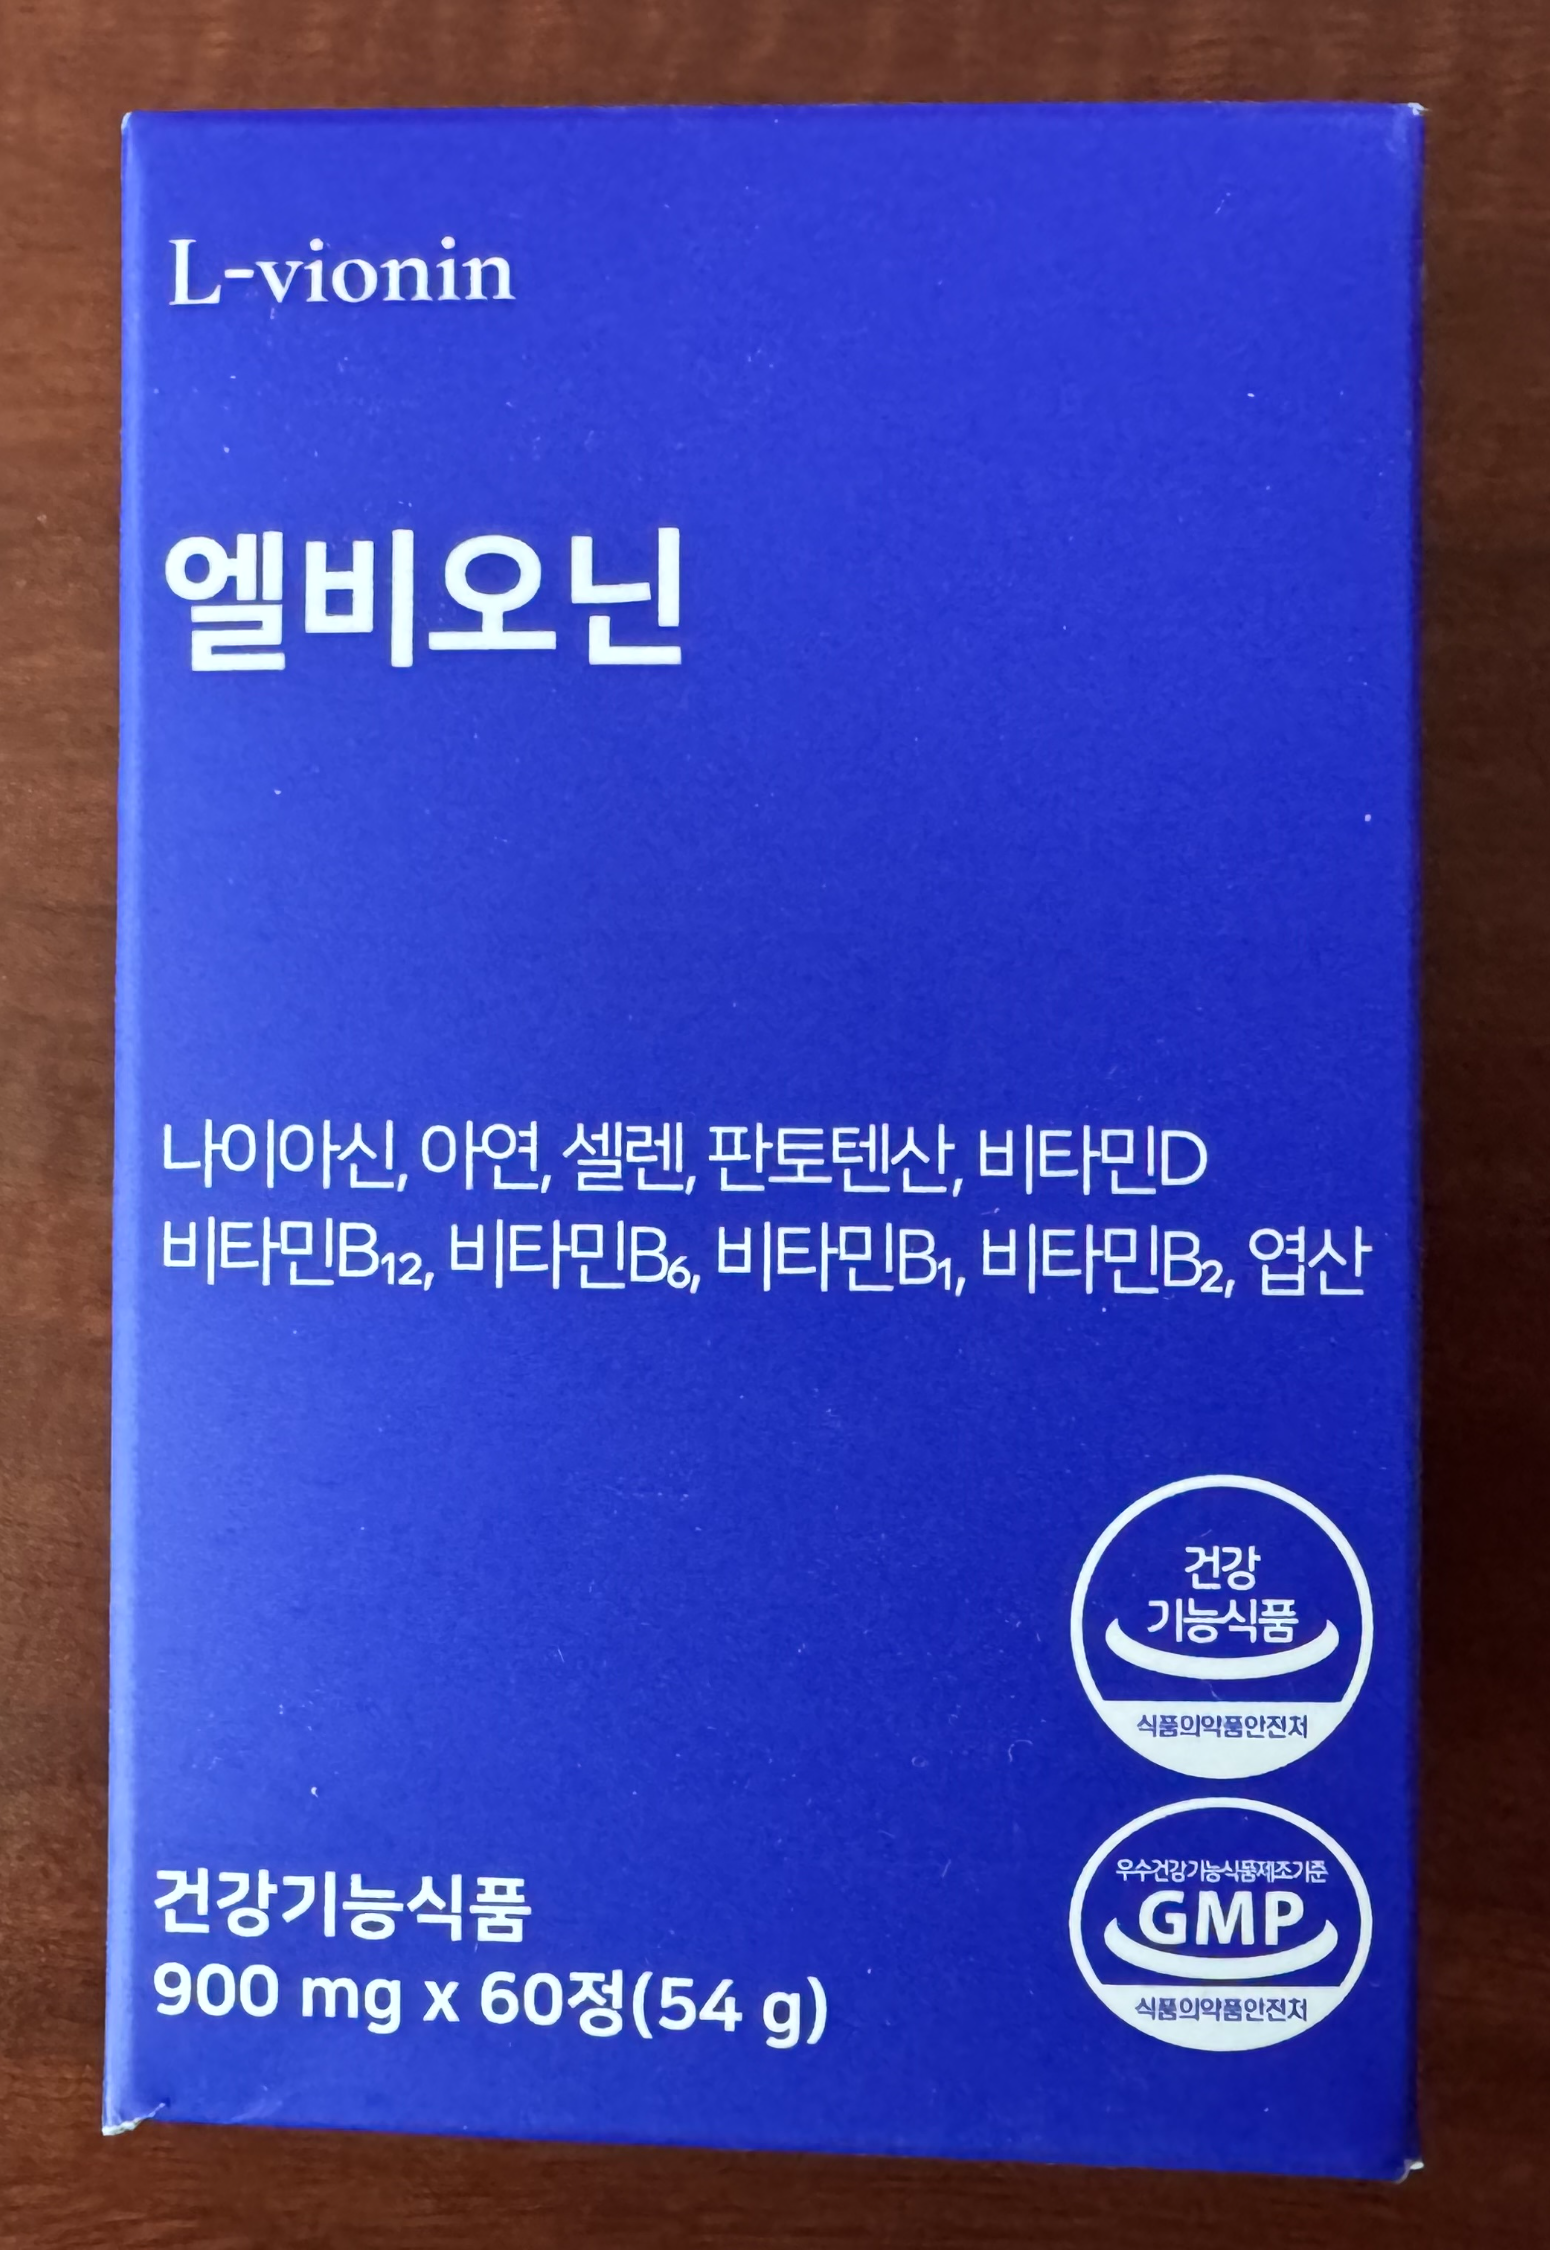 L-vionin
엘비오닌
나이아신, 아연, 셀렌, 판토텐산, 비타민D
비타민B₁₂, 비타민B₆, 비타민B₁, 비타민B₂, 엽산
건강
기능식품
식품의약품안전처
우수건강기능식품제조기준
GMP
식품의약품안전처
건강기능식품
900 mg x 60정(54 g)